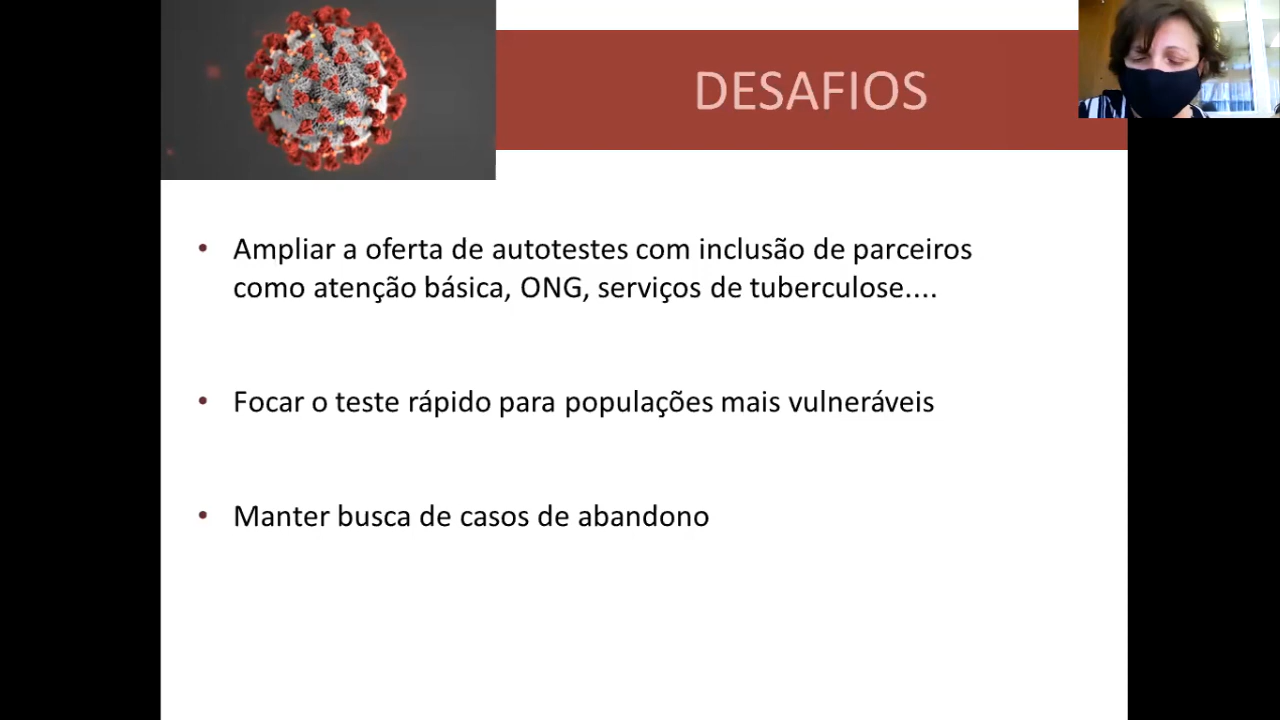 DESAFIOS
• Ampliar a oferta de autotestes com inclusão de parceiros
como atenção básica, ONG, serviços de tuberculose....
• Focar o teste rápido para populações mais vulneráveis
• Manter busca de casos de abandono